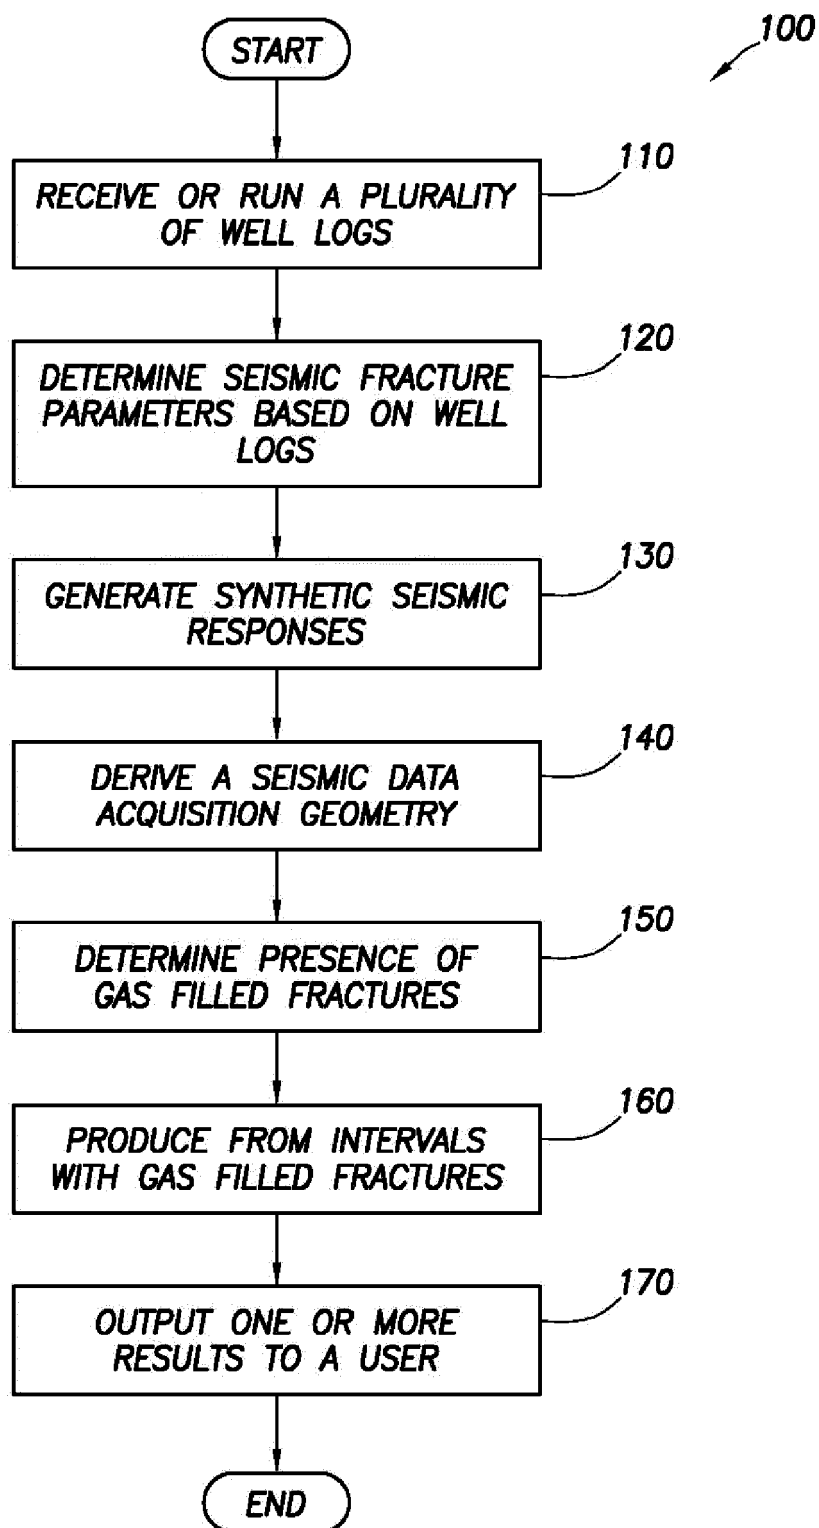 START
100
110
RECEIVE OR RUN A PLURALITY
OF WELL LOGS
120
DETERMINE SEISMIC FRACTURE
PARAMETERS BASED ON WELL
LOGS
130
GENERATE SYNTHETIC SEISMIC
RESPONSES
140
DERIVE A SEISMIC DATA
ACQUISITION GEOMETRY
150
DETERMINE PRESENCE OF
GAS FILLED FRACTURES
160
PRODUCE FROM INTERVALS
WITH GAS FILLED FRACTURES
170
OUTPUT ONE OR MORE
RESULTS TO A USER
END